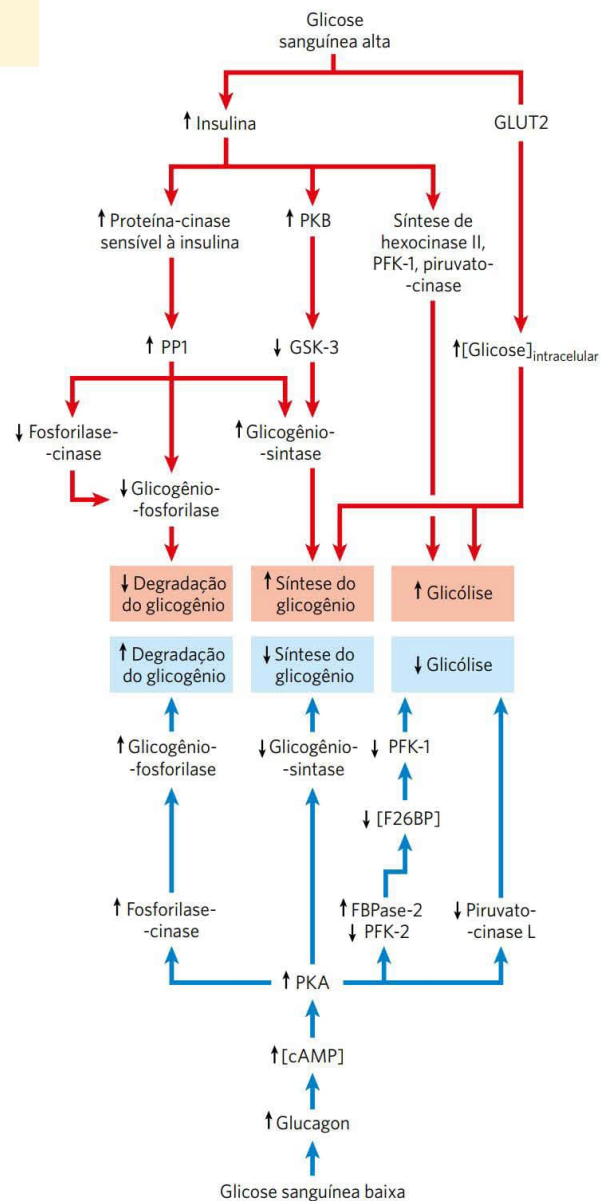 Glicose
sanguínea alta
↑ Insulina
GLUT2
↑ Proteína-cinase
sensível à insulina
↑ PKB
Síntese de
hexocinase II,
PFK-1, piruvato-
-cinase
↑ PP1
↓ GSK-3
↑ [Glicose]intracelular
↓ Fosforilase-
-cinase
↑ Glicogênio-
-sintase
↓ Glicogênio-
-fosforilase
↓ Degradação
do glicogênio
↑ Síntese do
glicogênio
↑ Glicólise
↑ Degradação
do glicogênio
↓ Síntese do
glicogênio
↓ Glicólise
↑ Glicogênio-
-fosforilase
↓ Glicogênio-
-sintase
↓ PFK-1
↓ [F26BP]
↑ Fosforilase-
-cinase
↑ FBPase-2
↓ PFK-2
↓ Piruvato-
-cinase L
↑ PKA
↑ [cAMP]
↑ Glucagon
Glicose sanguínea baixa